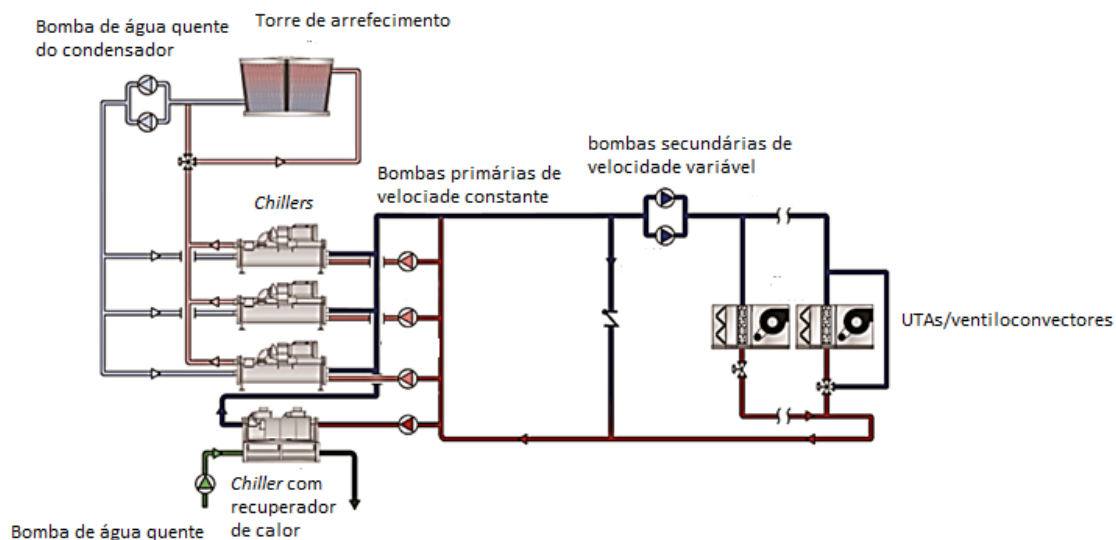 Bomba de água quente
do condensador
Torre de arrefecimento
bombas secundárias de
velocidade variável
Bombas primárias de
velociade constante
Chillers
UTAs/ventiloconvectores
Chiller com
recuperador
de calor
Bomba de água quente